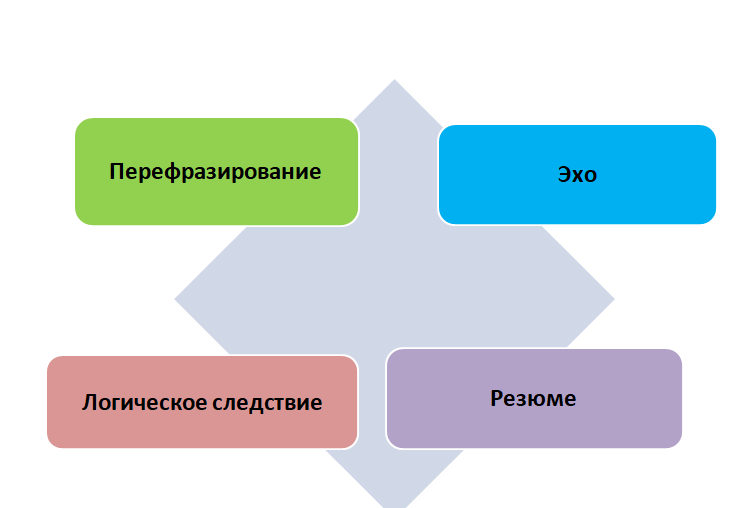 Перефразирование
Эхо
Логическое следствие
Резюме